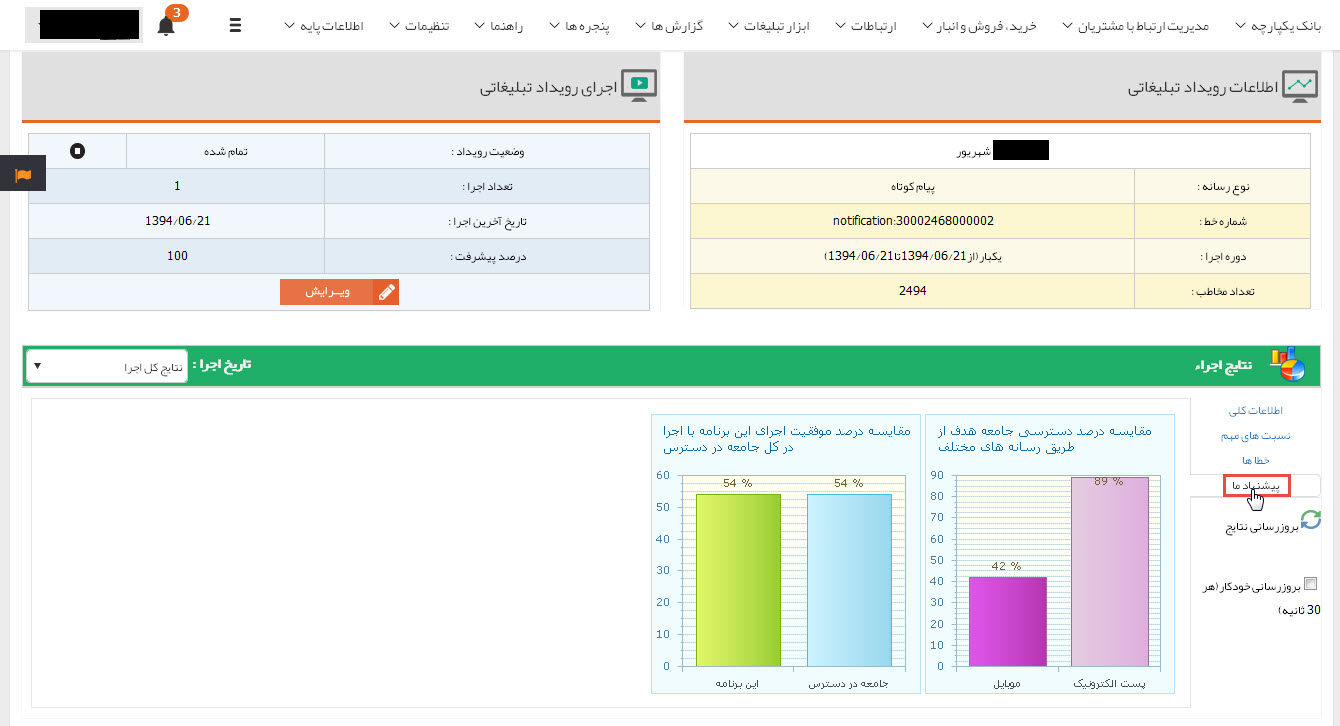 بانک یکپارچه
مدیریت ارتباط با مشتریان
خرید، فروش و انبار
ارتباطات
ابزار تبلیغات
گزارش ها
پنجره ها
راهنما
تنظیمات
اطلاعات پایه
3
اطلاعات رویداد تبلیغاتی
شهریور
نوع رسانه : پیام کوتاه
شماره خط : notification:30002468000002
دوره اجرا : یکبار (از 1394/06/21 تا 1394/06/21)
تعداد مخاطب : 2494
اجرای رویداد تبلیغاتی
وضعیت رویداد : تمام شده
تعداد اجرا : 1
تاریخ آخرین اجرا : 1394/06/21
درصد پیشرفت : 100
ویـرایش
نتایج اجراء
تاریخ اجرا : نتایج کل اجرا
اطلاعات کلی
نسبت های مهم
خطا ها
پیشنهاد ما
بروزرسانی نتایج
بروزرسانی خودکار (هر
30 ثانیه)
مقایسه درصد دسترسی جامعه هدف از
طریق رسانه های مختلف
90
80
70
60
50
40
30
20
10
0
89 %
42 %
پست الکترونیک
موبایل
مقایسه درصد موفقیت اجرای این برنامه با اجرا
در کل جامعه در دسترس
60
50
40
30
20
10
0
54 %
54 %
جامعه در دسترس
این برنامه